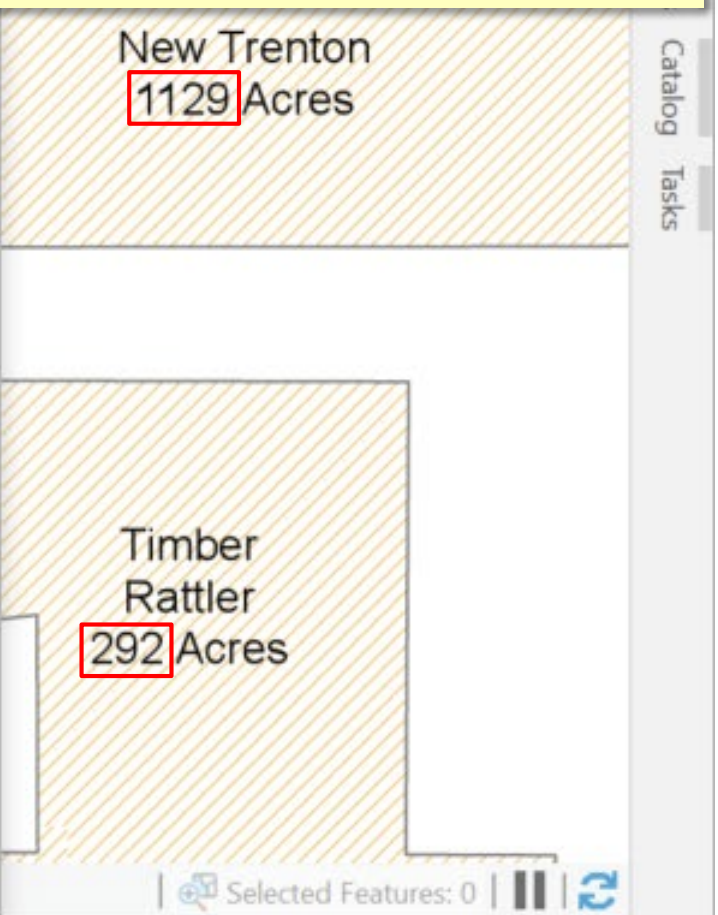 New Trenton
1129 Acres
Catalog
Tasks
Timber
Rattler
292 Acres
Selected Features: 0